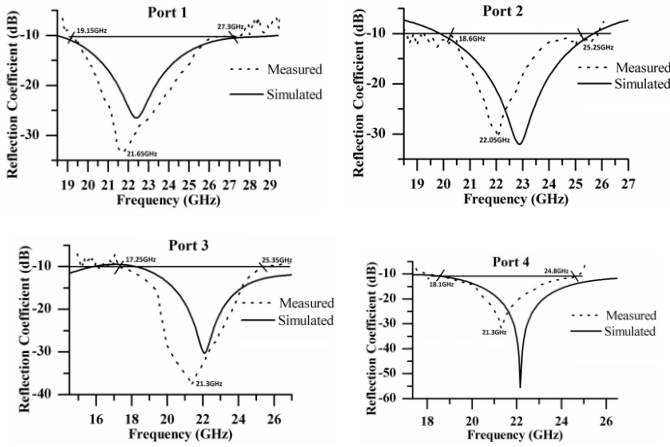 Port 1
Reflection Coefficient (dB)
-10
-20
-30
19.15GHz
27.3GHz
21.65GHz
Measured
Simulated
19 20 21 22 23 24 25 26 27 28 29
Frequency (GHz)
Port 2
Reflection Coefficient (dB)
-10
-20
-30
18.6GHz
25.25GHz
22.05GHz
Measured
Simulated
19 20 21 22 23 24 25 26 27
Frequency (GHz)
Port 3
Reflection Coefficient (dB)
-10
-20
-30
-40
17.25GHz
25.35GHz
21.3GHz
Measured
Simulated
16 18 20 22 24 26
Frequency (GHz)
Port 4
Reflection Coefficient (dB)
-10
-20
-30
-40
-50
-60
18.1GHz
24.8GHz
21.3GHz
Measured
Simulated
18 20 22 24 26
Frequency (GHz)